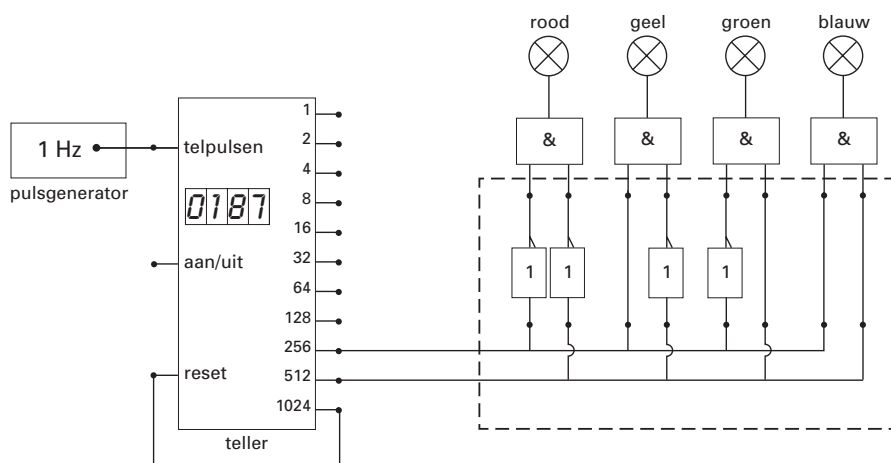 rood geel groen blauw
& & & &
1 Hz
pulsgenerator
telpulsen
0187
aan/uit
reset
1
2
4
8
16
32
64
128
256
512
1024
teller
1 1 1 1